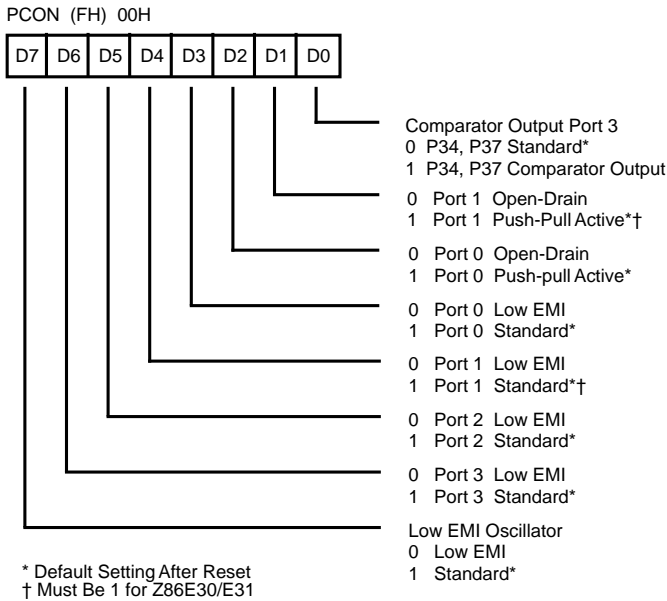 PCON (FH) 00H
D7 D6 D5 D4 D3 D2 D1 D0
Comparator Output Port 3
0 P34, P37 Standard*
1 P34, P37 Comparator Output
0 Port 1 Open-Drain
1 Port 1 Push-Pull Active*†
0 Port 0 Open-Drain
1 Port 0 Push-pull Active*
0 Port 0 Low EMI
1 Port 0 Standard*
0 Port 1 Low EMI
1 Port 1 Standard*†
0 Port 2 Low EMI
1 Port 2 Standard*
0 Port 3 Low EMI
1 Port 3 Standard*
Low EMI Oscillator
0 Low EMI
1 Standard*
* Default Setting After Reset
† Must Be 1 for Z86E30/E31